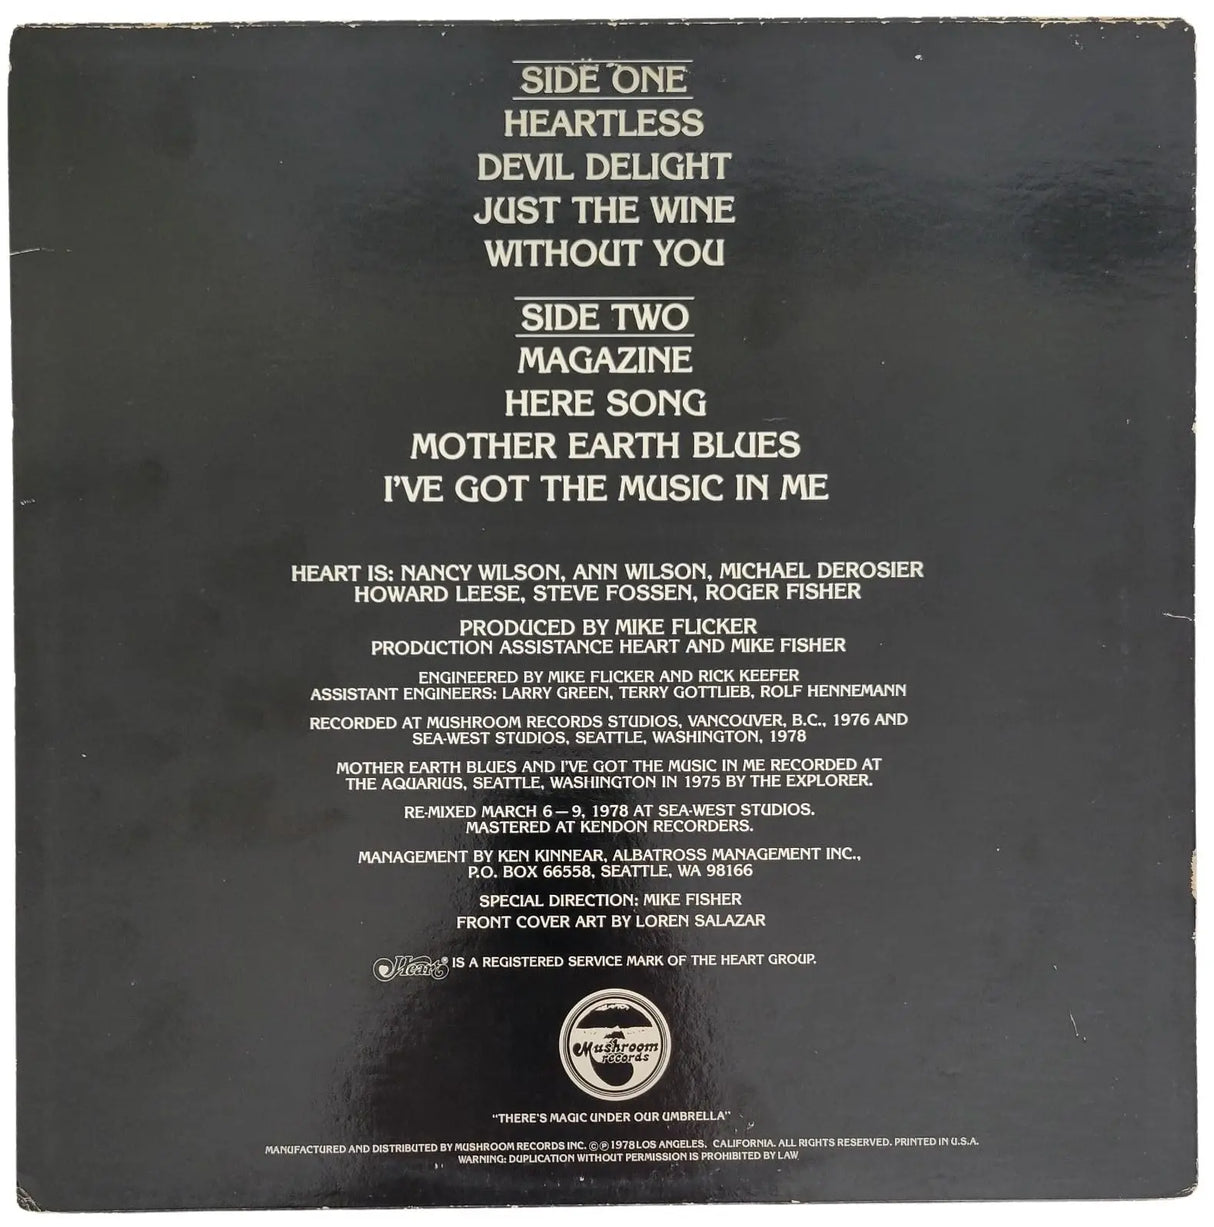 SIDE ONE
HEARTLESS
DEVIL DELIGHT
JUST THE WINE
WITHOUT YOU
SIDE TWO
MAGAZINE
HERE SONG
MOTHER EARTH BLUES
I'VE GOT THE MUSIC IN ME
HEART IS: NANCY WILSON, ANN WILSON, MICHAEL DEROSIER
HOWARD LEESE, STEVE FOSSEN, ROGER FISHER
PRODUCED BY MIKE FLICKER
PRODUCTION ASSISTANCE HEART AND MIKE FISHER
ENGINEERED BY MIKE FLICKER AND RICK KEEFER
ASSISTANT ENGINEERS: LARRY GREEN, TERRY GOTTLIEB, ROLF HENNEMANN
RECORDED AT MUSHROOM RECORDS STUDIOS, VANCOUVER, B.C., 1976 AND
SEA-WEST STUDIOS, SEATTLE, WASHINGTON, 1978
MOTHER EARTH BLUES AND I'VE GOT THE MUSIC IN ME RECORDED AT
THE AQUARIUS, SEATTLE, WASHINGTON IN 1975 BY THE EXPLORER.
RE-MIXED MARCH 6–9, 1978 AT SEA-WEST STUDIOS.
MASTERED AT KENDON RECORDERS.
MANAGEMENT BY KEN KINNEAR, ALBATROSS MANAGEMENT INC.,
P.O. BOX 66558, SEATTLE, WA 98166
SPECIAL DIRECTION: MIKE FISHER
FRONT COVER ART BY LOREN SALAZAR
Heart® IS A REGISTERED SERVICE MARK OF THE HEART GROUP.
Mushroom
records
"THERE'S MAGIC UNDER OUR UMBRELLA"
MANUFACTURED AND DISTRIBUTED BY MUSHROOM RECORDS INC. ©℗ 1978 LOS ANGELES, CALIFORNIA. ALL RIGHTS RESERVED. PRINTED IN U.S.A.
WARNING: DUPLICATION WITHOUT PERMISSION IS PROHIBITED BY LAW